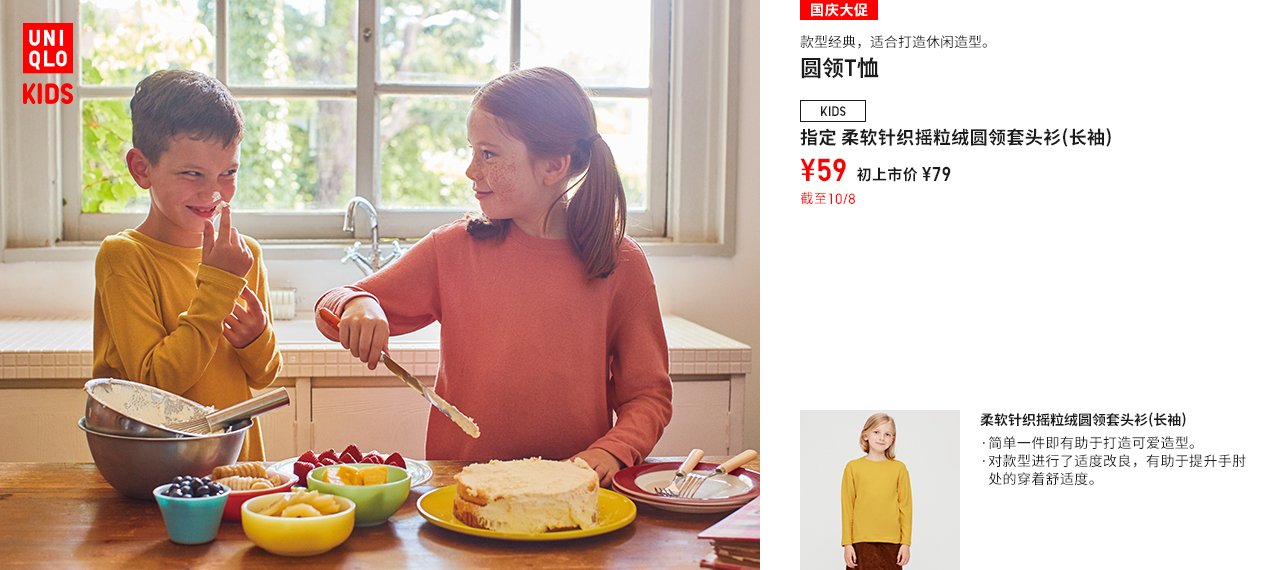 UNI
QLO
KIDS
国庆大促
款型经典，适合打造休闲造型。
圆领T恤
KIDS
指定 柔软针织摇粒绒圆领套头衫(长袖)
¥59 初上市价 ¥79
截至10/8
柔软针织摇粒绒圆领套头衫(长袖)
·简单一件即有助于打造可爱造型。
·对款型进行了适度改良，有助于提升手肘
处的穿着舒适度。